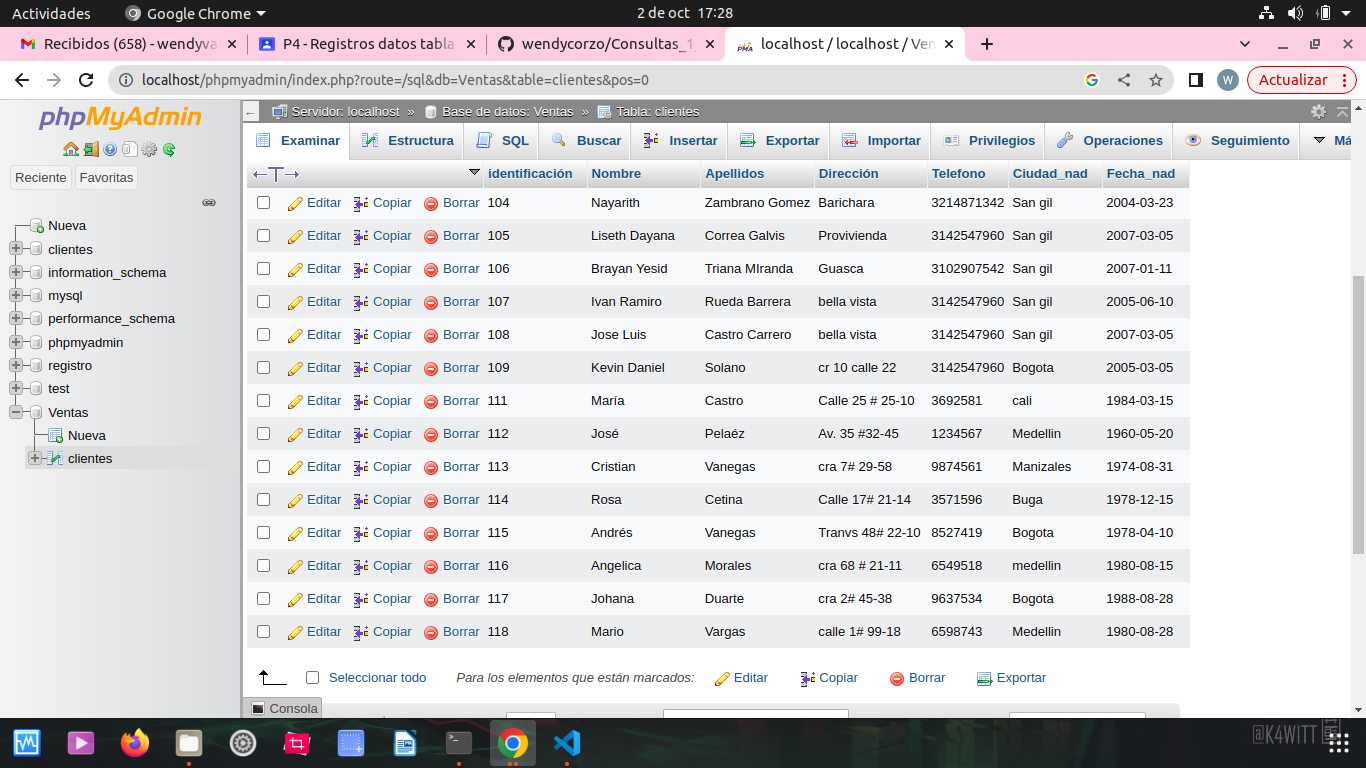 Actividades Google Chrome 2 de oct 17:28
Recibidos (658) - wendyva P4 - Registros datos tabla wendycorzo/Consultas_1 localhost / localhost / Ven
localhost/phpmyadmin/index.php?route=/sql&db=Ventas&table=clientes&pos=0 W Actualizar
phpMyAdmin
Reciente Favoritas
Nueva
clientes
information_schema
mysql
performance_schema
phpmyadmin
registro
test
Ventas
Nueva
clientes
Servidor: localhost » Base de datos: Ventas » Tabla: clientes
Examinar Estructura SQL Buscar Insertar Exportar Importar Privilegios Operaciones Seguimiento Má
identificación Nombre Apellidos Dirección Telefono Ciudad_nad Fecha_nad
Editar Copiar Borrar 104 Nayarith Zambrano Gomez Barichara 3214871342 San gil 2004-03-23
Editar Copiar Borrar 105 Liseth Dayana Correa Galvis Provivienda 3142547960 San gil 2007-03-05
Editar Copiar Borrar 106 Brayan Yesid Triana MIranda Guasca 3102907542 San gil 2007-01-11
Editar Copiar Borrar 107 Ivan Ramiro Rueda Barrera bella vista 3142547960 San gil 2005-06-10
Editar Copiar Borrar 108 Jose Luis Castro Carrero bella vista 3142547960 San gil 2007-03-05
Editar Copiar Borrar 109 Kevin Daniel Solano cr 10 calle 22 3142547960 Bogota 2005-03-05
Editar Copiar Borrar 111 María Castro Calle 25 # 25-10 3692581 cali 1984-03-15
Editar Copiar Borrar 112 José Pelaéz Av. 35 #32-45 1234567 Medellin 1960-05-20
Editar Copiar Borrar 113 Cristian Vanegas cra 7# 29-58 9874561 Manizales 1974-08-31
Editar Copiar Borrar 114 Rosa Cetina Calle 17# 21-14 3571596 Buga 1978-12-15
Editar Copiar Borrar 115 Andrés Vanegas Tranvs 48# 22-10 8527419 Bogota 1978-04-10
Editar Copiar Borrar 116 Angelica Morales cra 68 # 21-11 6549518 medellin 1980-08-15
Editar Copiar Borrar 117 Johana Duarte cra 2# 45-38 9637534 Bogota 1988-08-28
Editar Copiar Borrar 118 Mario Vargas calle 1# 99-18 6598743 Medellin 1980-08-28
Seleccionar todo Para los elementos que están marcados: Editar Copiar Borrar Exportar
Consola
@K4WITT